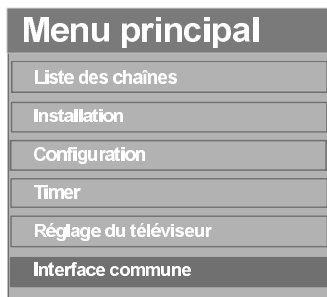 Menu principal
Liste des chaînes
Installation
Configuration
Timer
Réglage du téléviseur
Interface commune